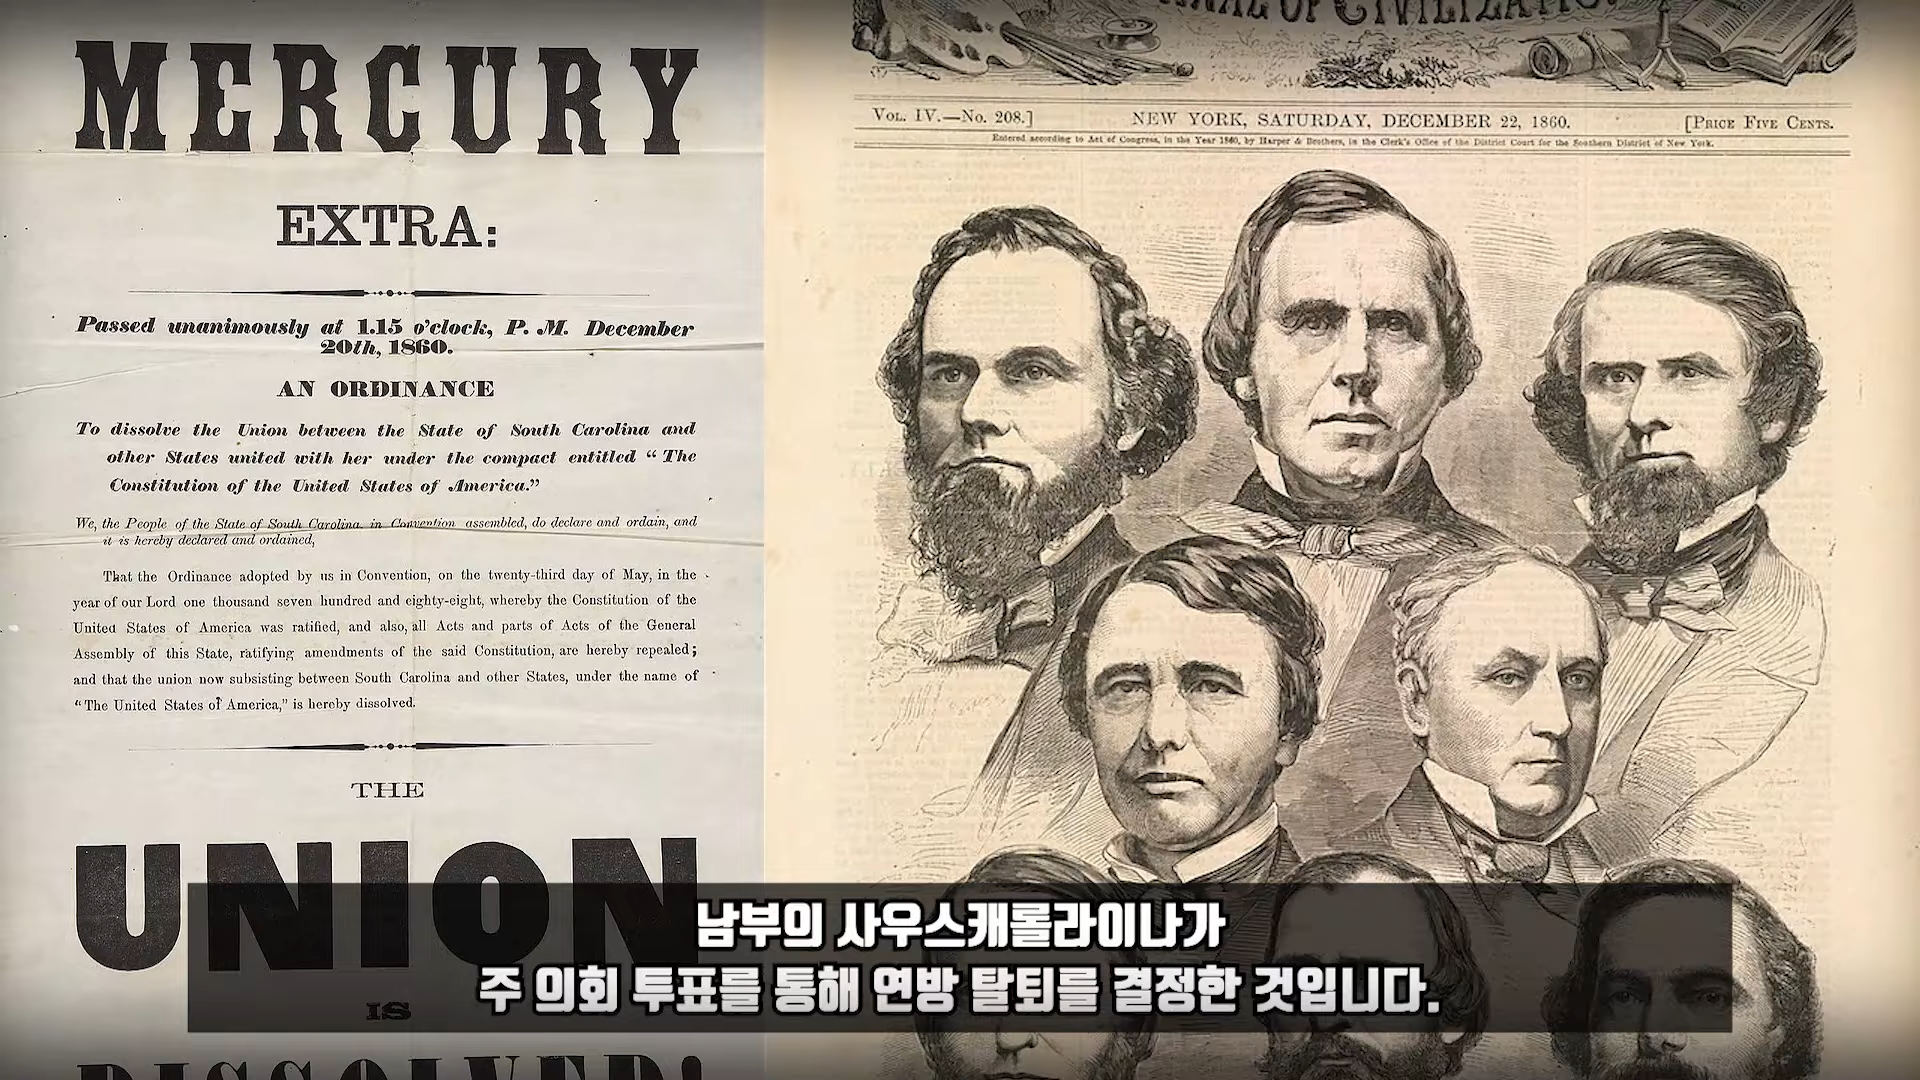 MERCURY
EXTRA:
Passed unanimously at 1.15 o'clock, P. M. December
20th, 1860.
AN ORDINANCE
To dissolve the Union between the State of South Carolina and
other States united with her under the compact entitled “ The
Constitution of the United States of America.”
We, the People of the State of South Carolina, in Convention assembled, do declare and ordain, and
it is hereby declared and ordained,
That the Ordinance adopted by us in Convention, on the twenty-third day of May, in the
year of our Lord one thousand seven hundred and eighty-eight, whereby the Constitution of the
United States of America was ratified, and also, all Acts and parts of Acts of the General
Assembly of this State, ratifying amendments of the said Constitution, are hereby repealed;
and that the union now subsisting between South Carolina and other States, under the name of
“The United States of America,” is hereby dissolved.
THE
UNION
IS
DISSOLVED!
OF CIVILIZATION
VOL. IV.—No. 208.]
NEW YORK, SATURDAY, DECEMBER 22, 1860.
[PRICE FIVE CENTS.
Entered according to Act of Congress, in the Year 1860, by Harper & Brothers, in the Clerk's Office of the District Court for the Southern District of New York.
남부의 사우스캐롤라이나가
주 의회 투표를 통해 연방 탈퇴를 결정한 것입니다.